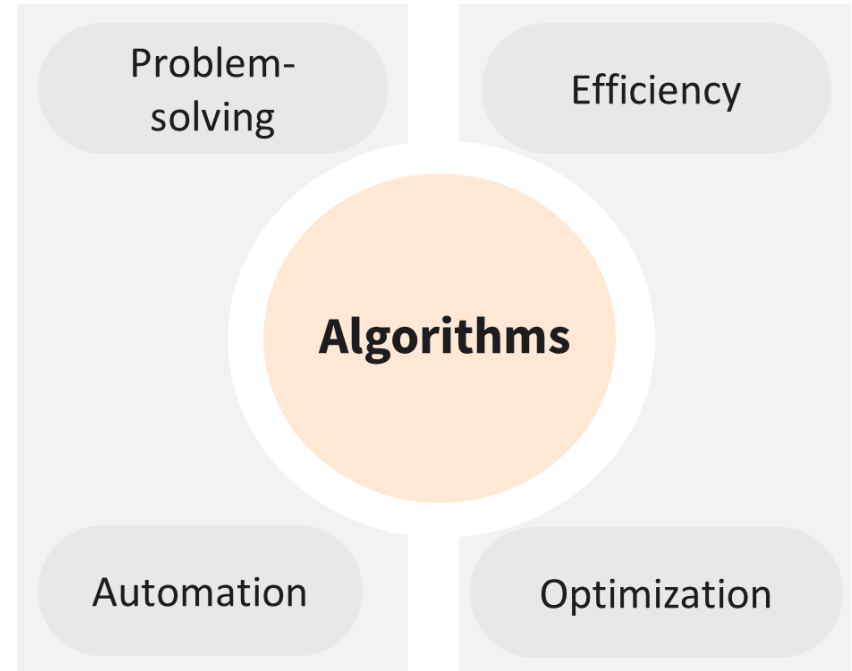 Problem-
solving
Efficiency
Algorithms
Automation
Optimization